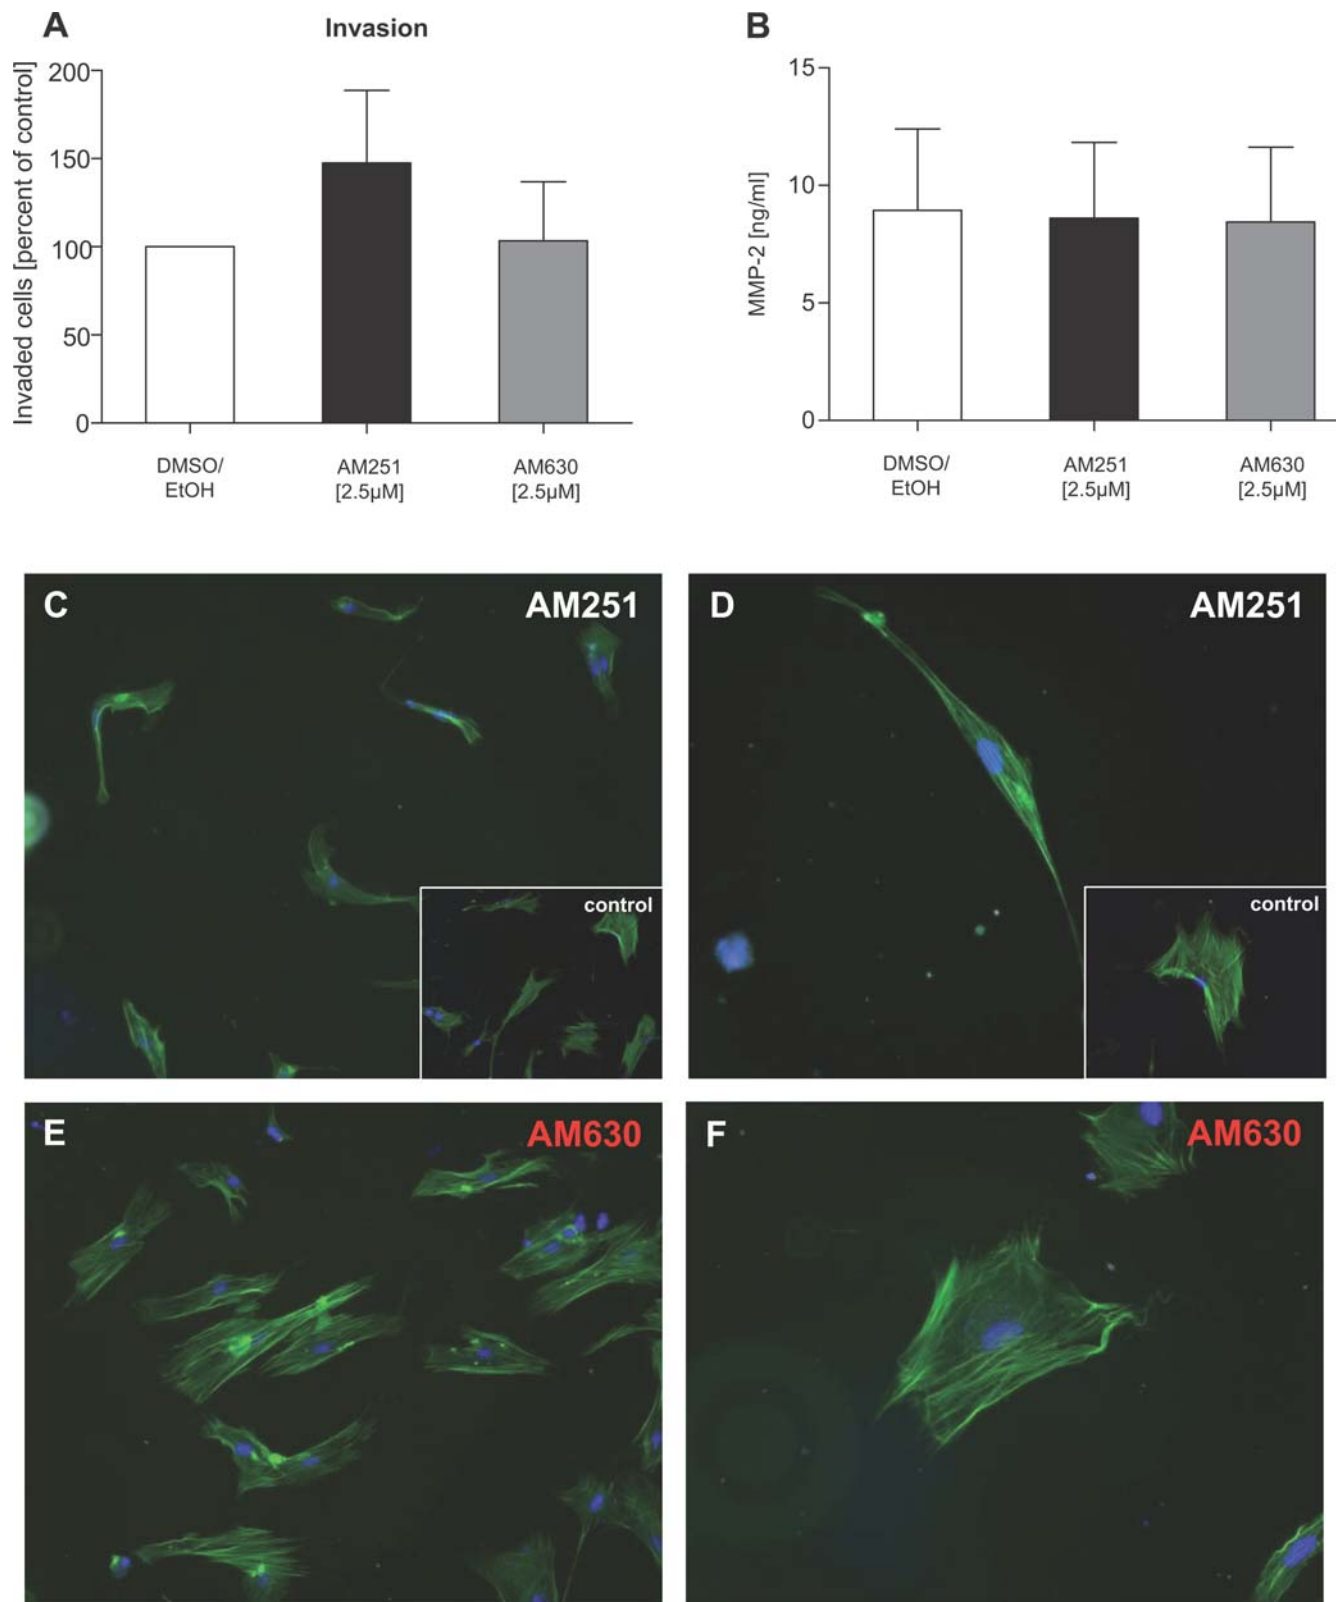 A
Invasion
Invaded cells [percent of control]
200
150
100
50
0
DMSO/
EtOH
AM251
[2.5µM]
AM630
[2.5µM]
B
MMP-2 [ng/ml]
15
10
5
0
DMSO/
EtOH
AM251
[2.5µM]
AM630
[2.5µM]
C
AM251
control
D
AM251
control
E
AM630
F
AM630